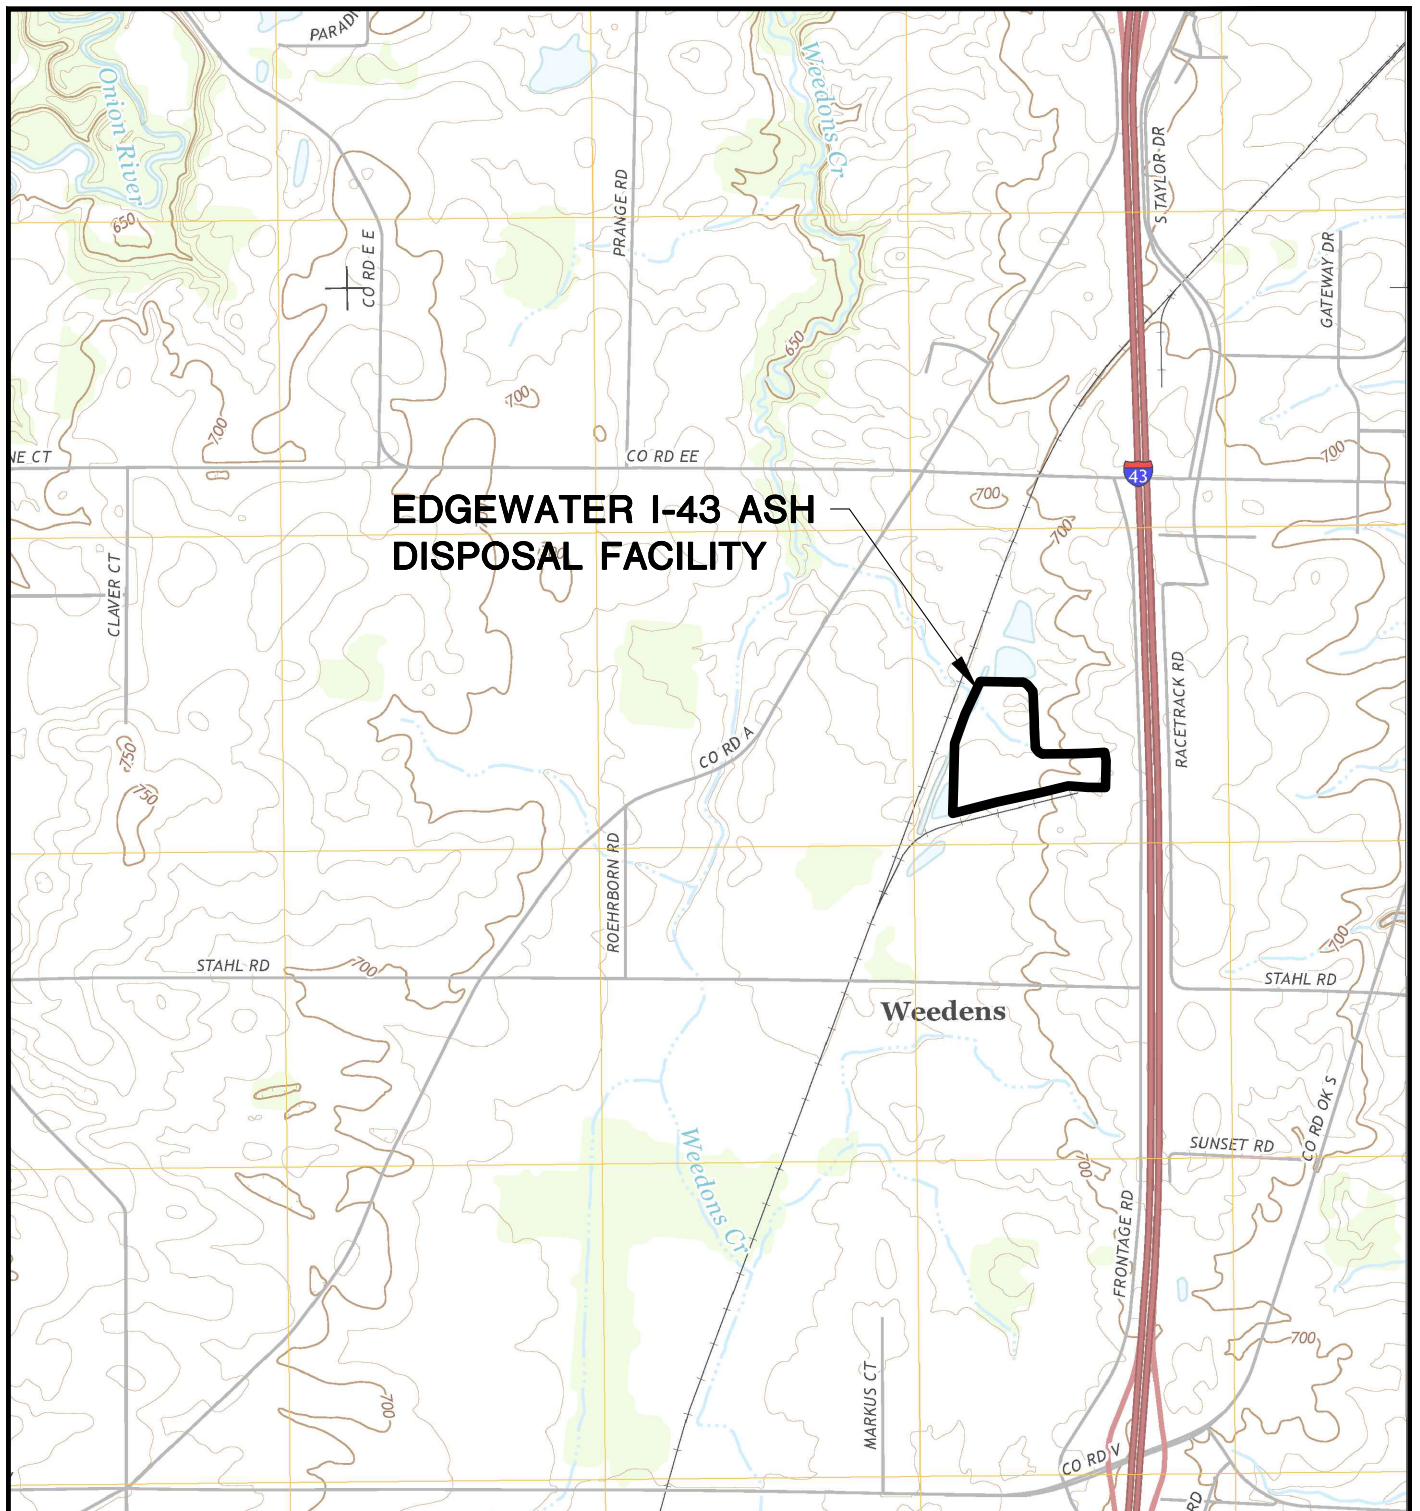 PARADI
Onion River
Weedons Cr
S TAYLOR DR
PRANGE RD
650
CO RD E E
GATEWAY DR
650
700
700
NE CT
CO RD EE
700
43
700
EDGEWATER I-43 ASH
DISPOSAL FACILITY
700
CLAVER CT
RACETRACK RD
CO RD A
750
750
ROEHRBORN RD
700
STAHL RD
700
STAHL RD
Weedens
CO RD OK S
Weedons Cr
SUNSET RD
700
FRONTAGE RD
700
MARKUS CT
700
CO RD V
RD